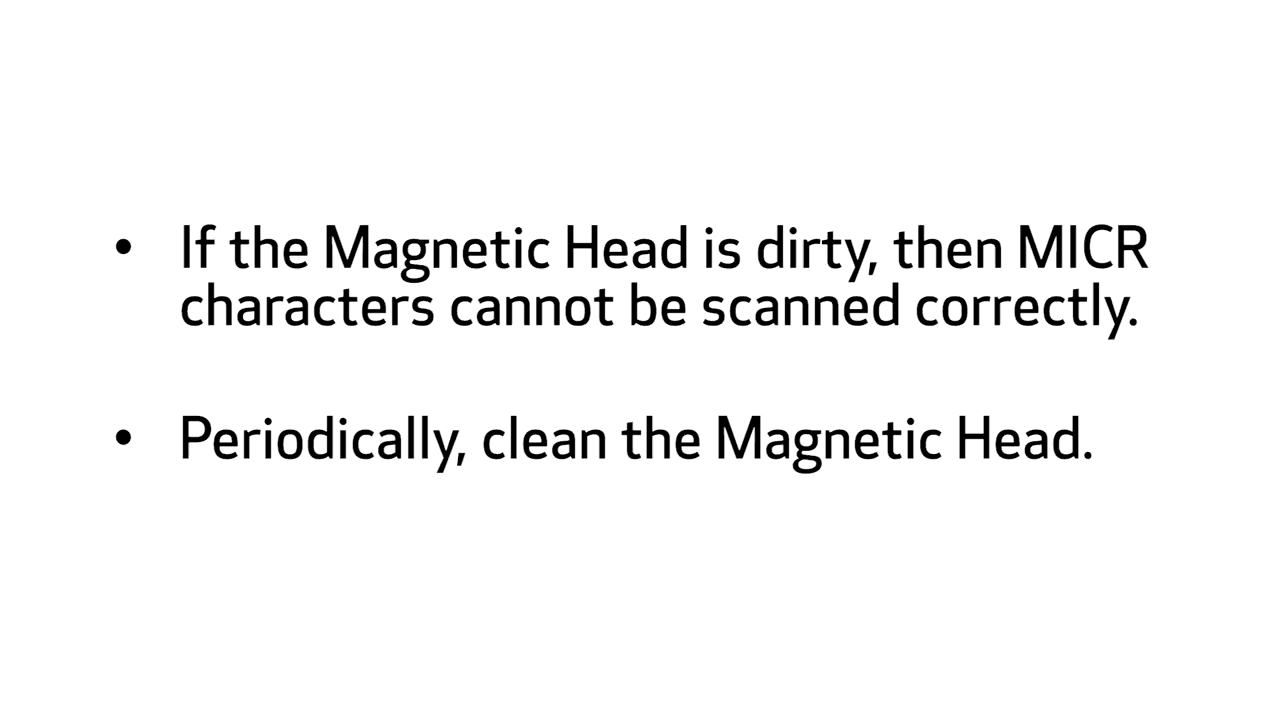 • If the Magnetic Head is dirty, then MICR
characters cannot be scanned correctly.
• Periodically, clean the Magnetic Head.